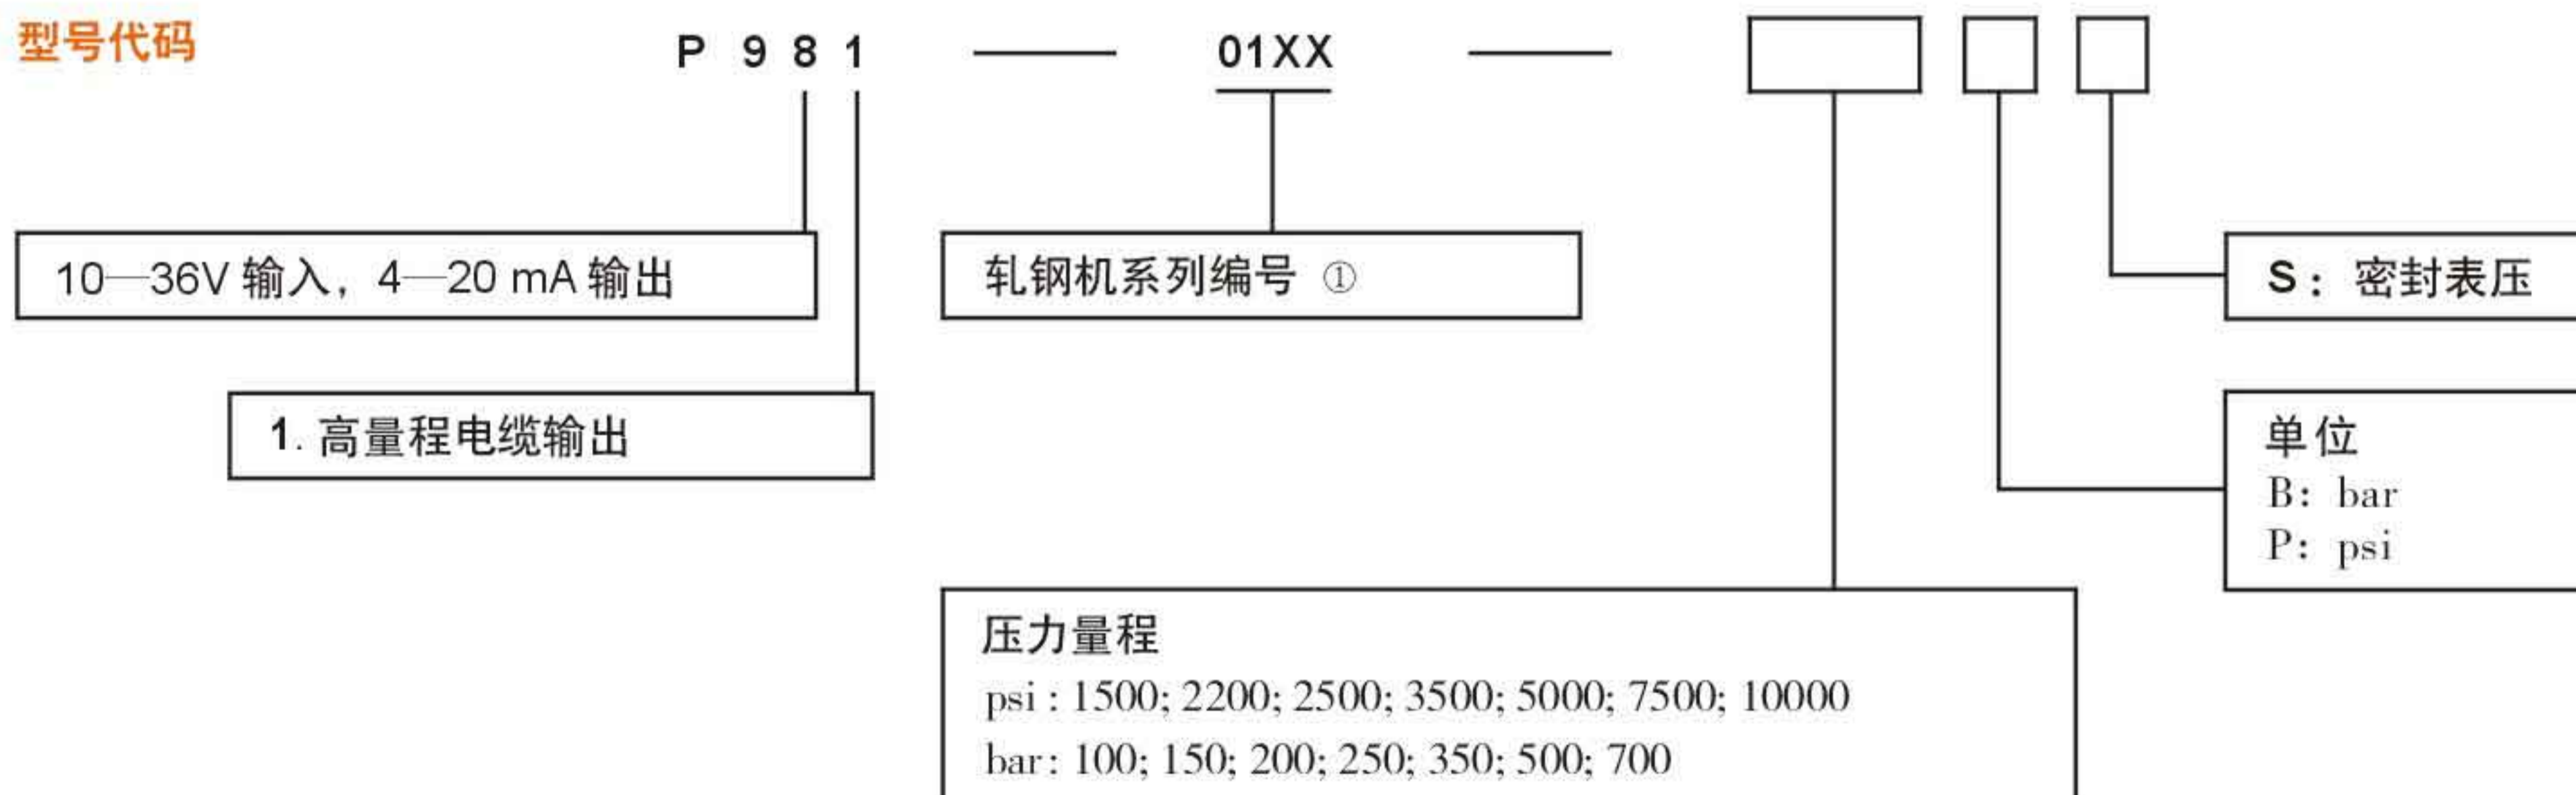 型号代码
P 9 8 1 — 01XX —
10—36V 输入，4—20 mA 输出
轧钢机系列编号 ①
S：密封表压
1. 高量程电缆输出
单位
B: bar
P: psi
压力量程
psi : 1500; 2200; 2500; 3500; 5000; 7500; 10000
bar: 100; 150; 200; 250; 350; 500; 700